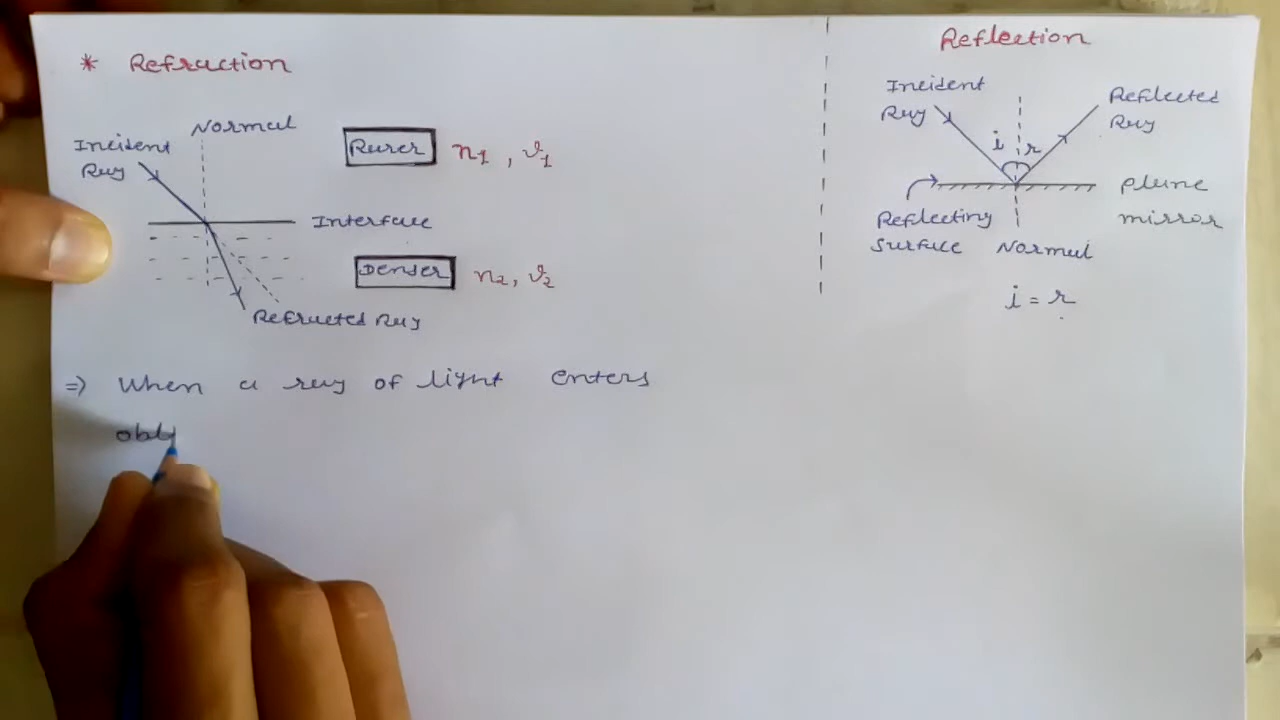 * Refraction
Normal
Incident
Ray
Rarer n1 , v1
Interface
Denser n2, v2
Refracted Ray
⇒ When a ray of light enters
obli
Reflection
Incident
Ray
Reflected
Ray
i r
plane
mirror
Reflecting
surface
Normal
i = r